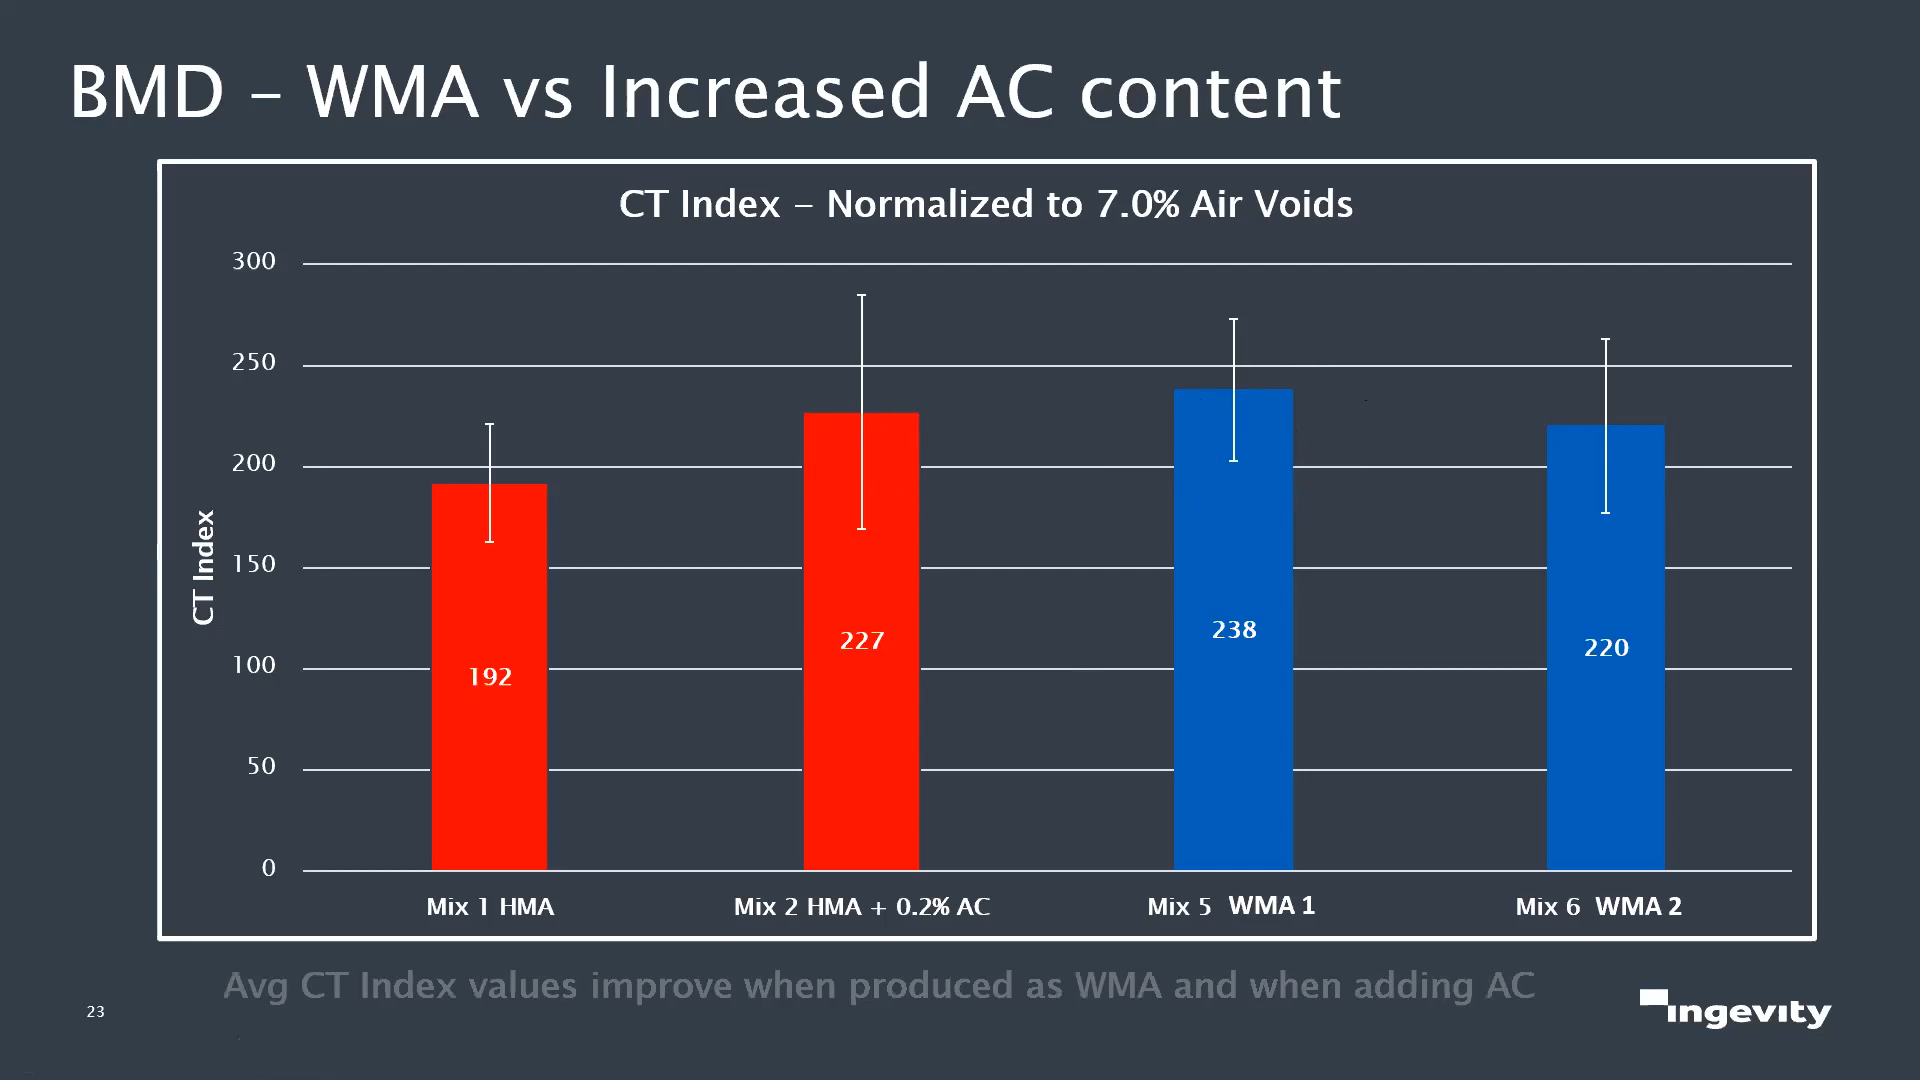 BMD – WMA vs Increased AC content
CT Index – Normalized to 7.0% Air Voids
300
250
200
150
100
50
0
CT Index
192
227
238
220
Mix 1 HMA
Mix 2 HMA + 0.2% AC
Mix 5 WMA 1
Mix 6 WMA 2
Avg CT Index values improve when produced as WMA and when adding AC
23
ingevity